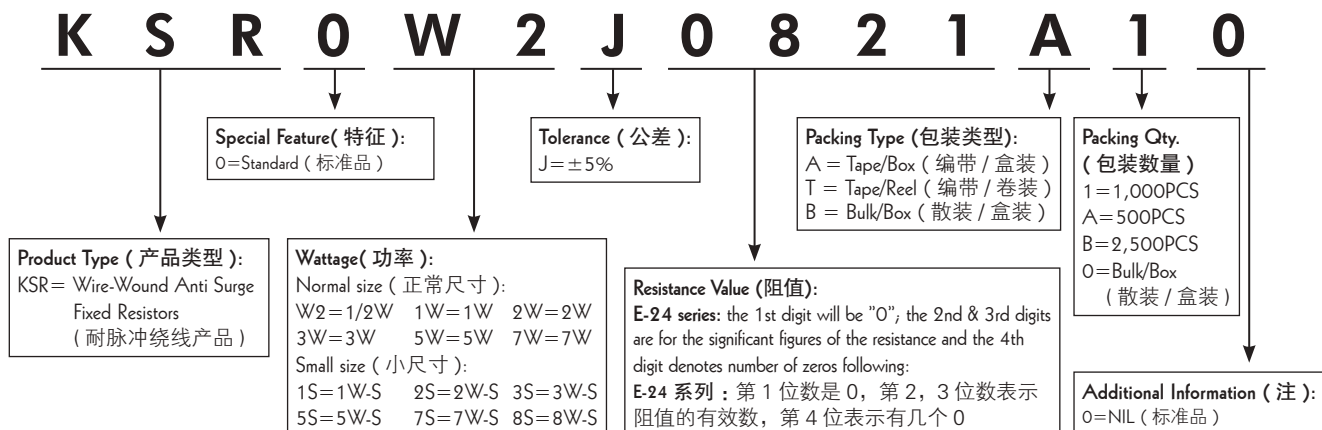 K S R 0 W 2 J 0 8 2 1 A 1 0
Special Feature( 特征 ):
0=Standard ( 标准品 )
Tolerance ( 公差 ):
J=±5%
Packing Type (包装类型):
A = Tape/Box ( 编带 / 盒装 )
T = Tape/Reel ( 编带 / 卷装 )
B = Bulk/Box ( 散装 / 盒装 )
Packing Qty.
( 包装数量 )
1=1,000PCS
A=500PCS
B=2,500PCS
0=Bulk/Box
( 散装 / 盒装 )
Product Type ( 产品类型 ):
KSR= Wire-Wound Anti Surge
Fixed Resistors
( 耐脉冲绕线产品 )
Wattage( 功率 ):
Normal size ( 正常尺寸 ):
W2=1/2W 1W=1W 2W=2W
3W=3W 5W=5W 7W=7W
Small size ( 小尺寸 ):
1S=1W-S 2S=2W-S 3S=3W-S
5S=5W-S 7S=7W-S 8S=8W-S
Resistance Value (阻值):
E-24 series: the 1st digit will be "0"; the 2nd & 3rd digits
are for the significant figures of the resistance and the 4th
digit denotes number of zeros following:
E-24 系列 : 第 1 位数是 0，第 2，3 位数表示
阻值的有效数，第 4 位表示有几个 0
Additional Information ( 注 ):
0=NIL ( 标准品 )